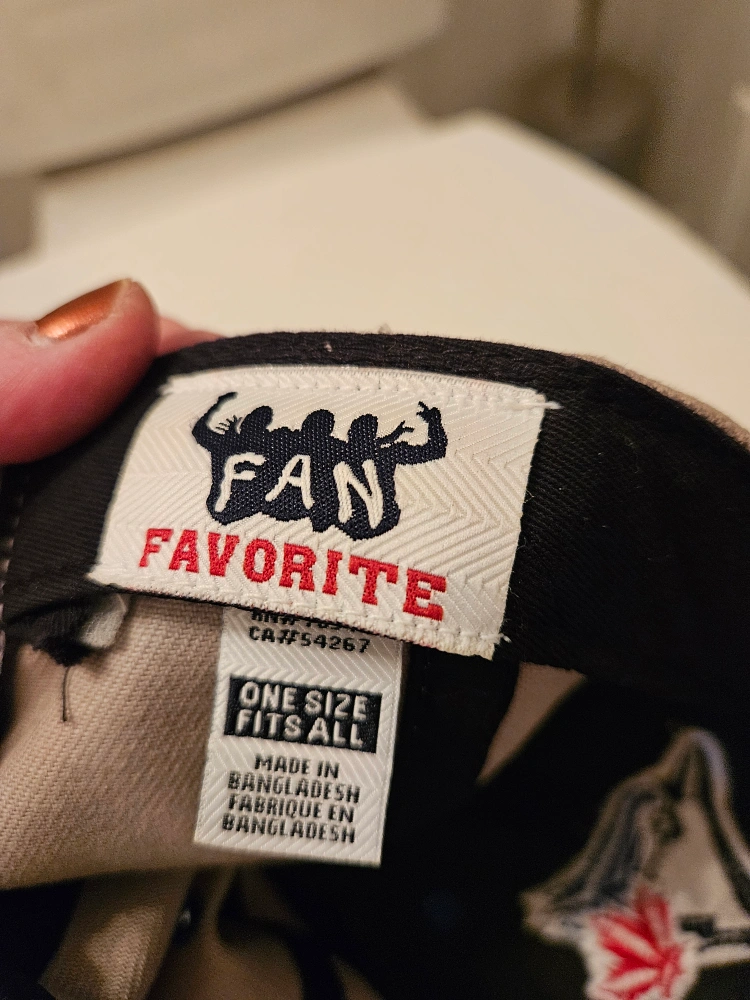 FAN
FAVORITE
CA#54267
ONE SIZE
FITS ALL
MADE IN
BANGLADESH
FABRIQUE EN
BANGLADESH